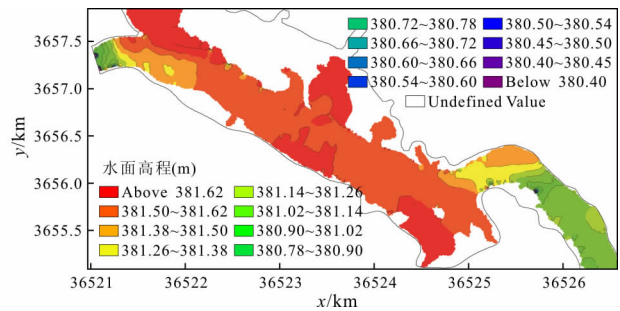 380.72~380.78 380.50~380.54
380.66~380.72 380.45~380.50
380.60~380.66 380.40~380.45
380.54~380.60 Below 380.40
Undefined Value
3657.5
3657.0
3656.5
3656.0
3655.5
y/km
水面高程(m)
Above 381.62 381.14~381.26
381.50~381.62 381.02~381.14
381.38~381.50 380.90~381.02
381.26~381.38 380.78~380.90
36521 36522 36523 36524 36525 36526
x/km